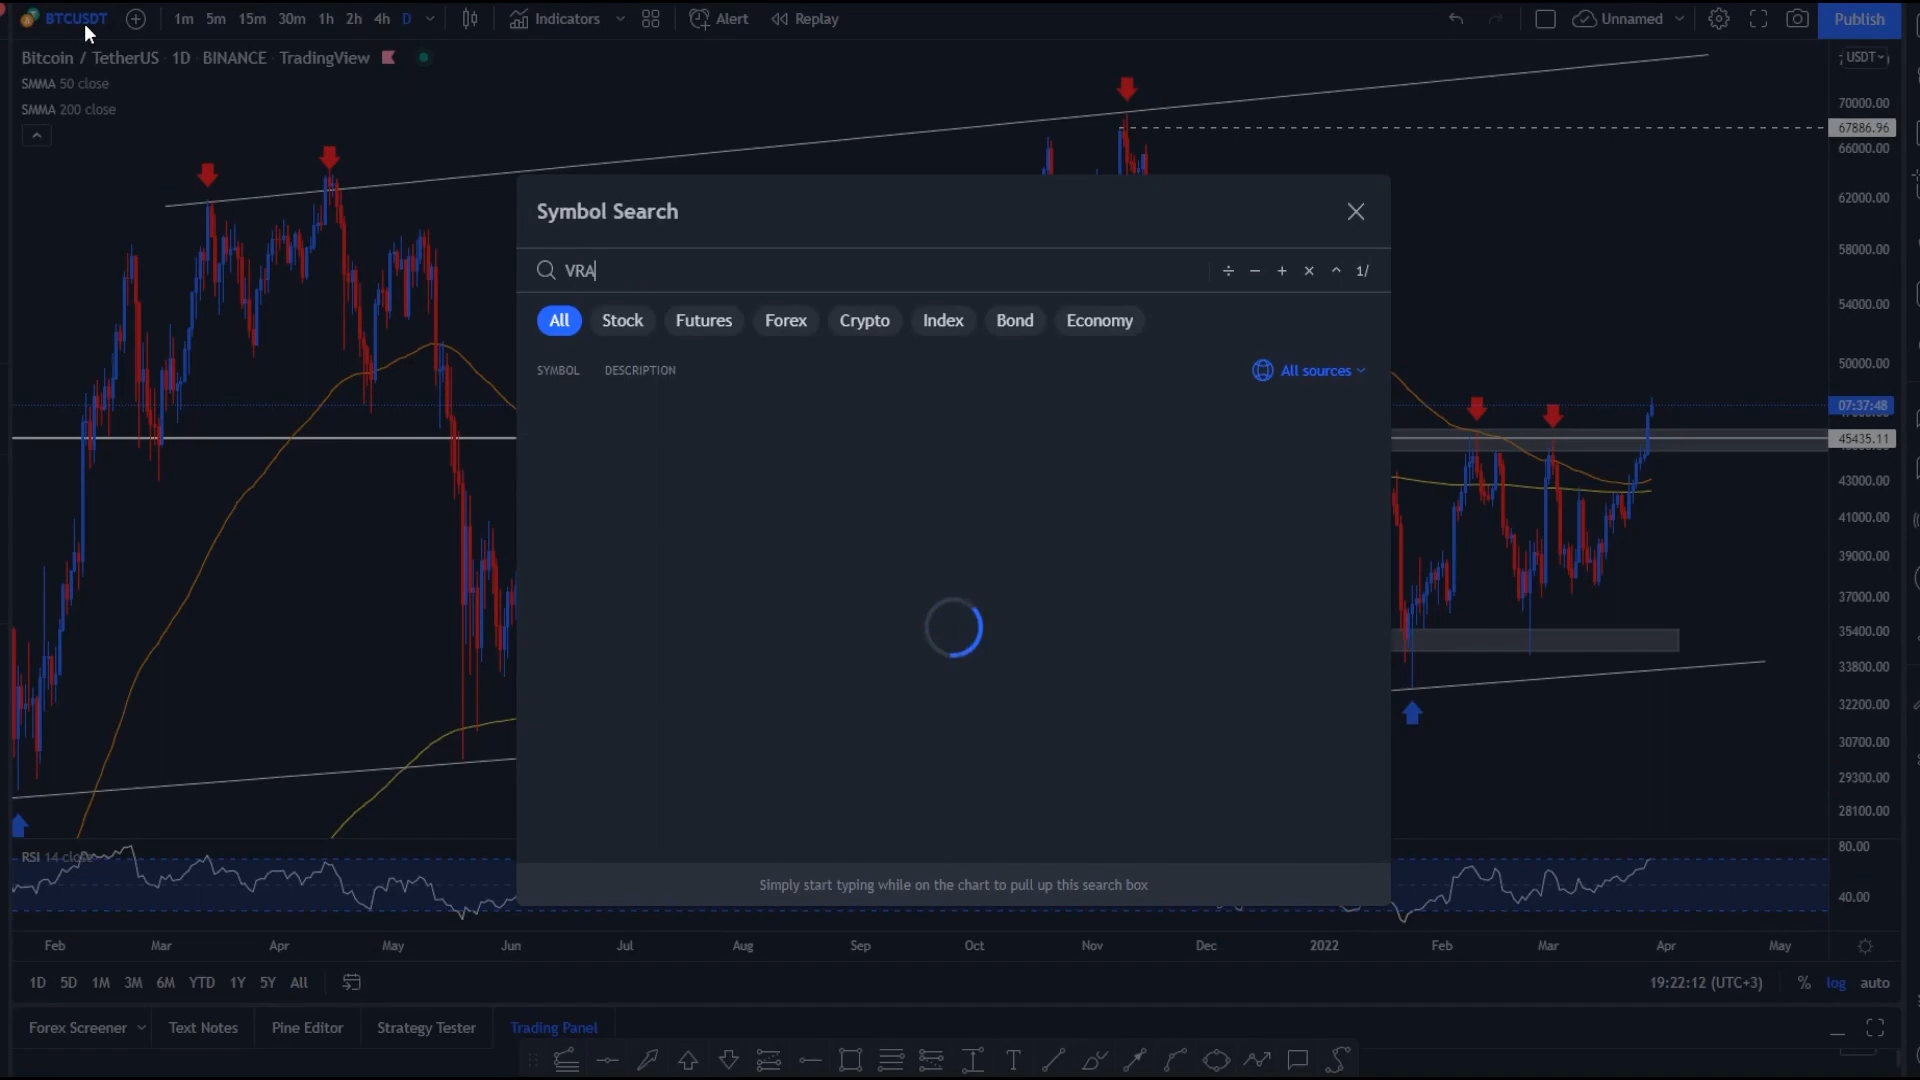 BTCUSDT 1m 5m 15m 30m 1h 2h 4h D Indicators Alert Replay Unnamed Publish
Bitcoin / TetherUS 1D BINANCE TradingView
USDT
SMMA 50 close
SMMA 200 close
70000.00
67886.96
66000.00
62000.00
58000.00
54000.00
50000.00
07:37:48
45435.11
43000.00
41000.00
39000.00
37000.00
35400.00
33800.00
32200.00
30700.00
29300.00
28100.00
Symbol Search
VRA ÷ − + × ^ 1/
All Stock Futures Forex Crypto Index Bond Economy
SYMBOL DESCRIPTION All sources
Simply start typing while on the chart to pull up this search box
RSI 14 close
80.00
40.00
Feb Mar Apr May Jun Jul Aug Sep Oct Nov Dec 2022 Feb Mar Apr May
1D 5D 1M 3M 6M YTD 1Y 5Y All 19:22:12 (UTC+3) % log auto
Forex Screener Text Notes Pine Editor Strategy Tester Trading Panel